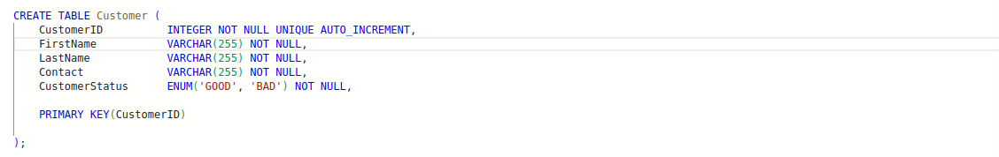 CREATE TABLE Customer (
    CustomerID          INTEGER NOT NULL UNIQUE AUTO_INCREMENT,
    FirstName           VARCHAR(255) NOT NULL,
    LastName            VARCHAR(255) NOT NULL,
    Contact             VARCHAR(255) NOT NULL,
    CustomerStatus      ENUM('GOOD', 'BAD') NOT NULL,

    PRIMARY KEY(CustomerID)

);